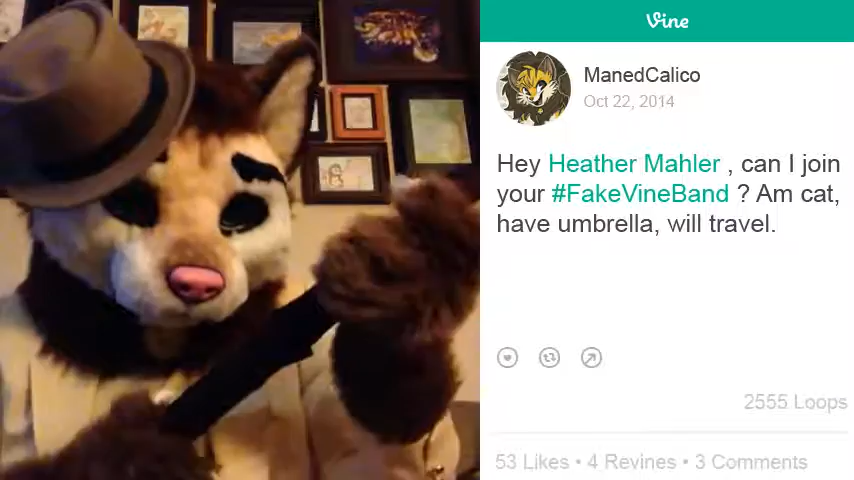 Vine
ManedCalico
Oct 22, 2014
Hey Heather Mahler , can I join
your #FakeVineBand ? Am cat,
have umbrella, will travel.
2555 Loops
53 Likes • 4 Revines • 3 Comments